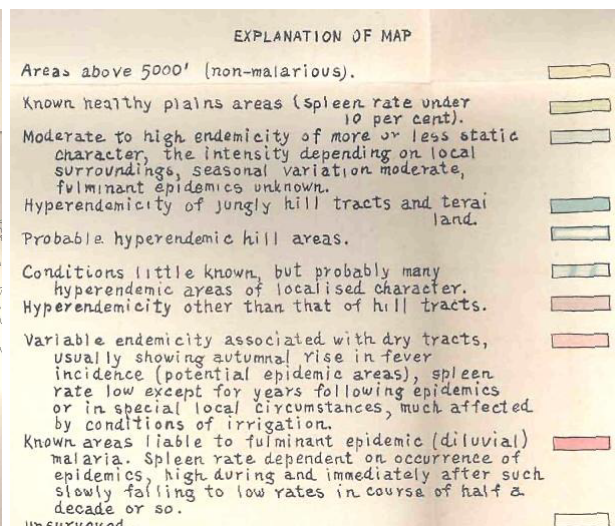 EXPLANATION OF MAP
Areas above 5000' (non-malarious).
Known healthy plains areas (spleen rate under
10 per cent).
Moderate to high endemicity of more or less static
character, the intensity depending on local
surroundings, seasonal variation moderate,
fulminant epidemics unknown.
Hyperendemicity of jungly hill tracts and terai
land.
Probable hyperendemic hill areas.
Conditions little known, but probably many
hyperendemic areas of localised character.
Hyperendemicity other than that of hill tracts.
Variable endemicity associated with dry tracts,
usually showing autumnal rise in fever
incidence (potential epidemic areas), spleen
rate low except for years following epidemics
or in special local circumstances, much affected
by conditions of irrigation.
Known areas liable to fulminant epidemic (diluvial)
malaria. Spleen rate dependent on occurrence of
epidemics, high during and immediately after such
slowly falling to low rates in course of half a
decade or so.
Unsurveyed